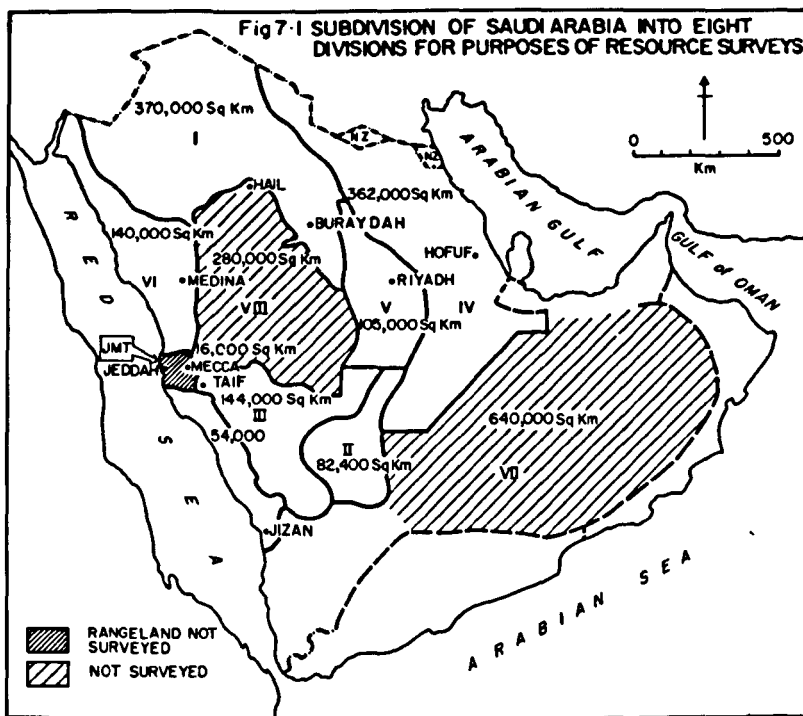 Fig 7·1 SUBDIVISION OF SAUDI ARABIA INTO EIGHT
DIVISIONS FOR PURPOSES OF RESOURCE SURVEYS
370,000 Sq Km
I
NZ
NZ
0 500
Km
ARABIAN GULF
GULF of OMAN
HAIL
362,000 Sq Km
BURAYDAH
140,000 Sq Km
HOFUF
280,000 Sq Km
RED SEA
VI
MEDINA
RIYADH
VIII
V
IV
105,000 Sq Km
JMT
16,000 Sq Km
JEDDAH
MECCA
TAIF
144,000 Sq Km
III
54,000
640,000 Sq Km
II
82,400 Sq Km
VII
JIZAN
ARABIAN SEA
RANGELAND NOT
SURVEYED
NOT SURVEYED